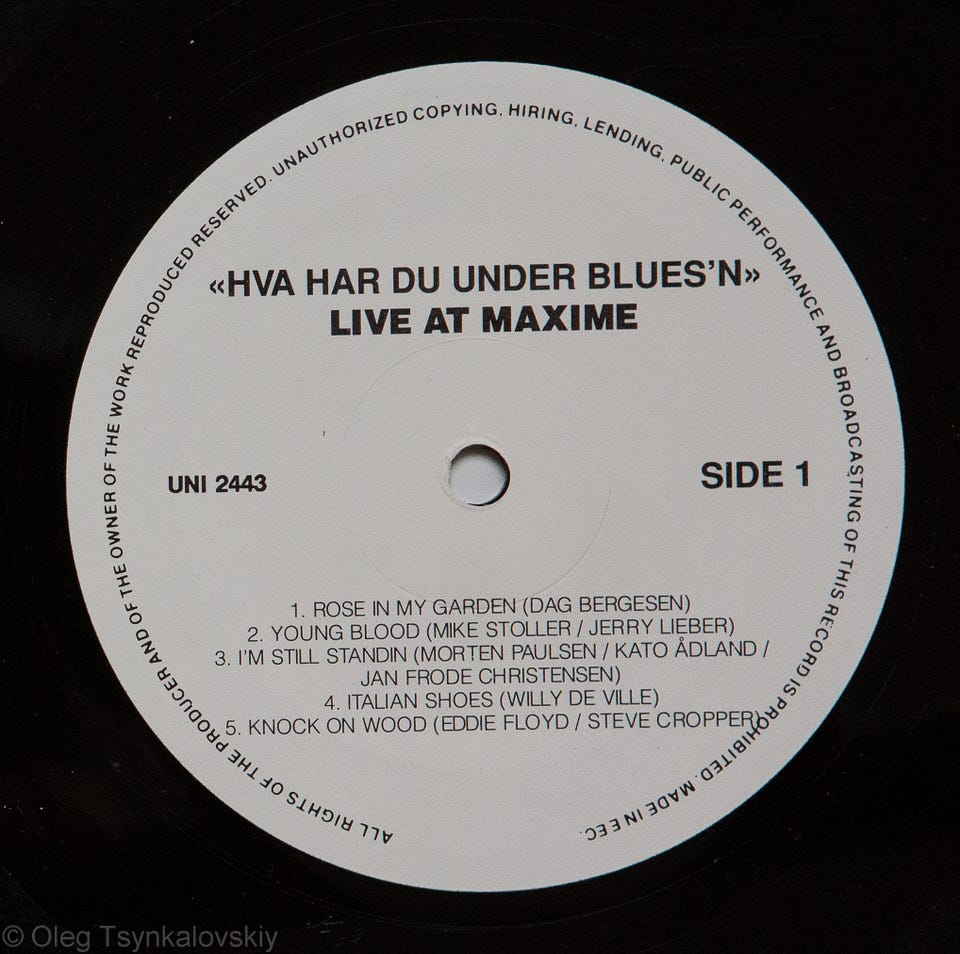 ALL RIGHTS OF THE PRODUCER AND OF THE OWNER OF THE WORK REPRODUCED RESERVED. UNAUTHORIZED COPYING, HIRING, LENDING, PUBLIC PERFORMANCE AND BROADCASTING OF THIS RECORD IS PROHIBITED. MADE IN EEC.
«HVA HAR DU UNDER BLUES'N»
LIVE AT MAXIME
UNI 2443
SIDE 1
1. ROSE IN MY GARDEN (DAG BERGESEN)
2. YOUNG BLOOD (MIKE STOLLER / JERRY LIEBER)
3. I'M STILL STANDIN (MORTEN PAULSEN / KATO ÅDLAND /
JAN FRODE CHRISTENSEN)
4. ITALIAN SHOES (WILLY DE VILLE)
5. KNOCK ON WOOD (EDDIE FLOYD / STEVE CROPPER)
© Oleg Tsynkalovskiy